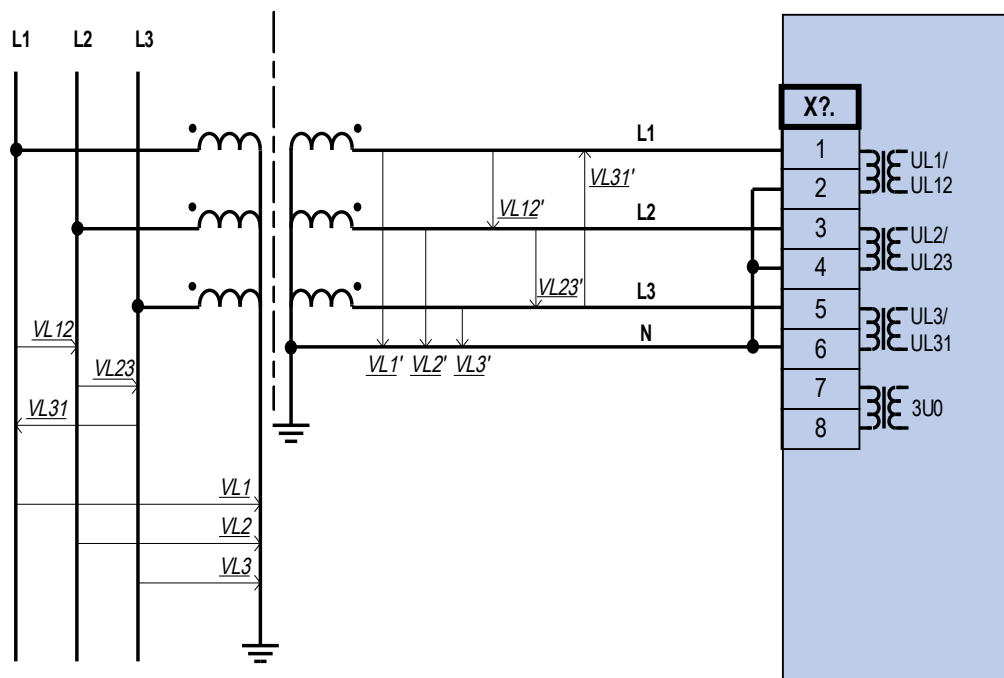 L1 L2 L3
X?.
L1
1
UL1/
2
UL12
VL31'
VL12'
L2
3
UL2/
4
UL23
VL23'
L3
5
UL3/
6
UL31
N
VL12
VL1' VL2' VL3'
VL23
7
3U0
8
VL31
VL1
VL2
VL3